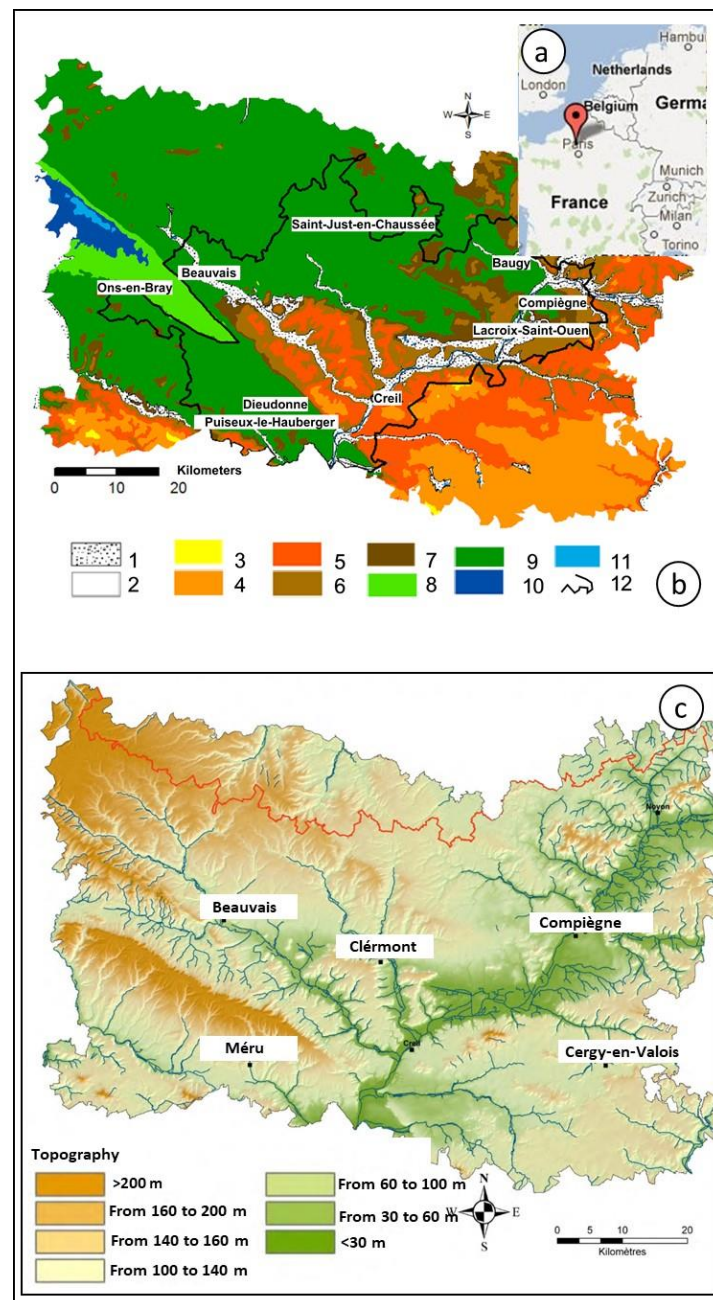 a
Hambu
Netherlands
London
Belgium
Germa
Paris
Munich
France
Zurich
Milan
Torino
N
W E
S
Saint-Just-en-Chaussée
Baugy
Beauvais
Ons-en-Bray
Compiègne
Lacroix-Saint-Ouen
Creil
Dieudonne
Puiseux-le-Hauberger
Kilometers
0 10 20
1 3 5 7 9 11
2 4 6 8 10 12
b
c
Noyon
Beauvais
Compiègne
Clérmont
Creil
Méru
Cergy-en-Valois
Topography
>200 m
From 160 to 200 m
From 140 to 160 m
From 100 to 140 m
From 60 to 100 m
From 30 to 60 m
<30 m
N
W E
S
0 5 10 20
Kilomètres